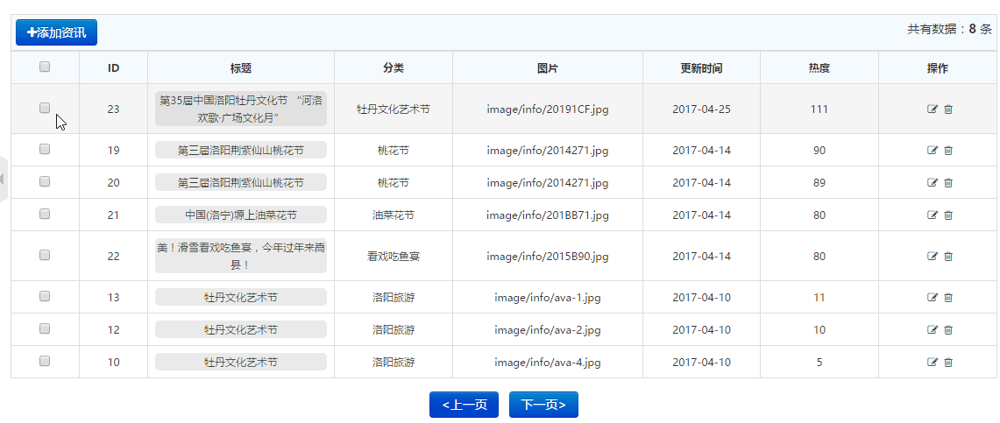 添加资讯
共有数据：8 条
ID 标题 分类 图片 更新时间 热度 操作
23 第35届中国洛阳牡丹文化节 “河洛 牡丹文化艺术节 image/info/20191CF.jpg 2017-04-25 111
欢歌·广场文化月”
19 第三届洛阳荆紫仙山桃花节 桃花节 image/info/2014271.jpg 2017-04-14 90
20 第三届洛阳荆紫仙山桃花节 桃花节 image/info/2014271.jpg 2017-04-14 89
21 中国(洛宁)塬上油菜花节 油菜花节 image/info/201BB71.jpg 2017-04-14 80
22 美！滑雪看戏吃鱼宴，今年过年来嵩 看戏吃鱼宴 image/info/2015B90.jpg 2017-04-14 80
县！
13 牡丹文化艺术节 洛阳旅游 image/info/ava-1.jpg 2017-04-10 11
12 牡丹文化艺术节 洛阳旅游 image/info/ava-2.jpg 2017-04-10 10
10 牡丹文化艺术节 洛阳旅游 image/info/ava-4.jpg 2017-04-10 5
<上一页 下一页>